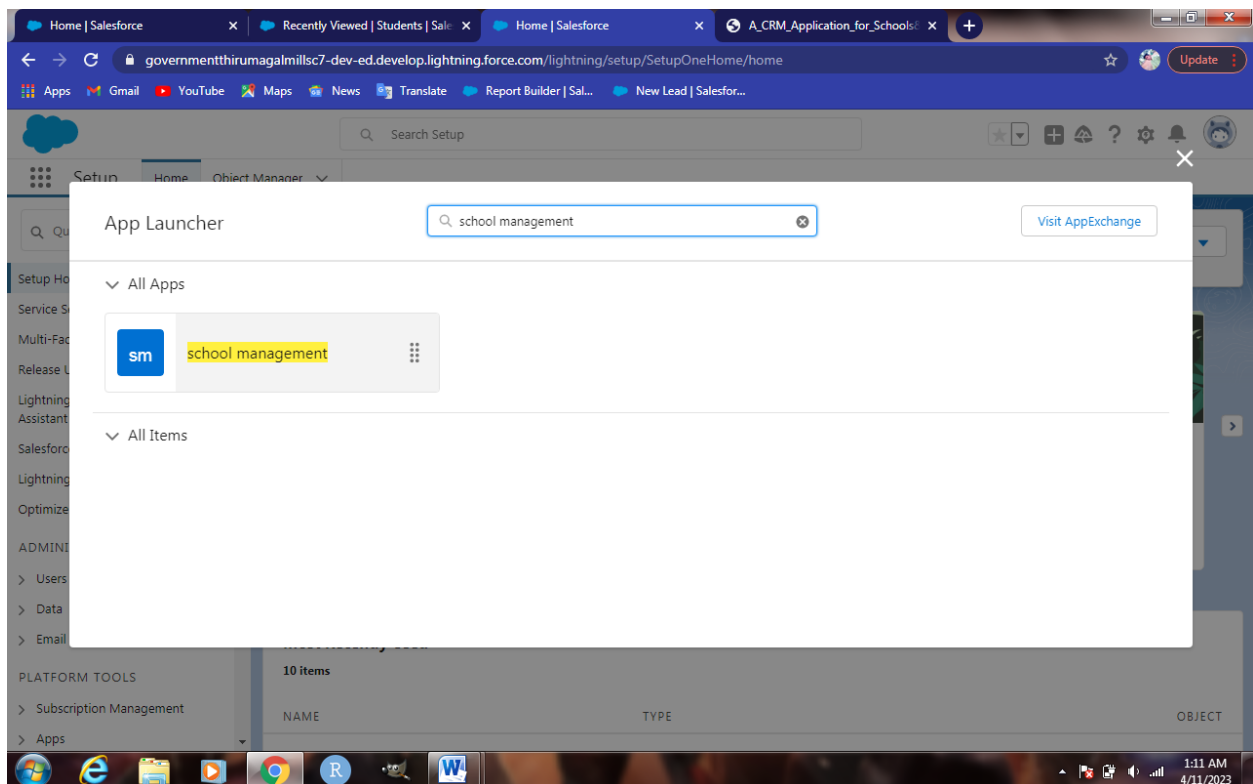 Home | Salesforce
Recently Viewed | Students | Sale
Home | Salesforce
A_CRM_Application_for_Schools&
governmentthirumagalmillsc7-dev-ed.develop.lightning.force.com/lightning/setup/SetupOneHome/home
Update
Apps
Gmail
YouTube
Maps
News
Translate
Report Builder | Sal...
New Lead | Salesfor...
Search Setup
Setup
Home
Object Manager
Qu
App Launcher
school management
Visit AppExchange
Setup Ho
All Apps
Service S
Multi-Fac
sm
school management
Release U
Lightning
Assistant
All Items
Salesforc
Lightning
Optimize
ADMINI
Users
Data
Email
10 items
PLATFORM TOOLS
Subscription Management
NAME
TYPE
OBJECT
Apps
R
W
1:11 AM
4/11/2023